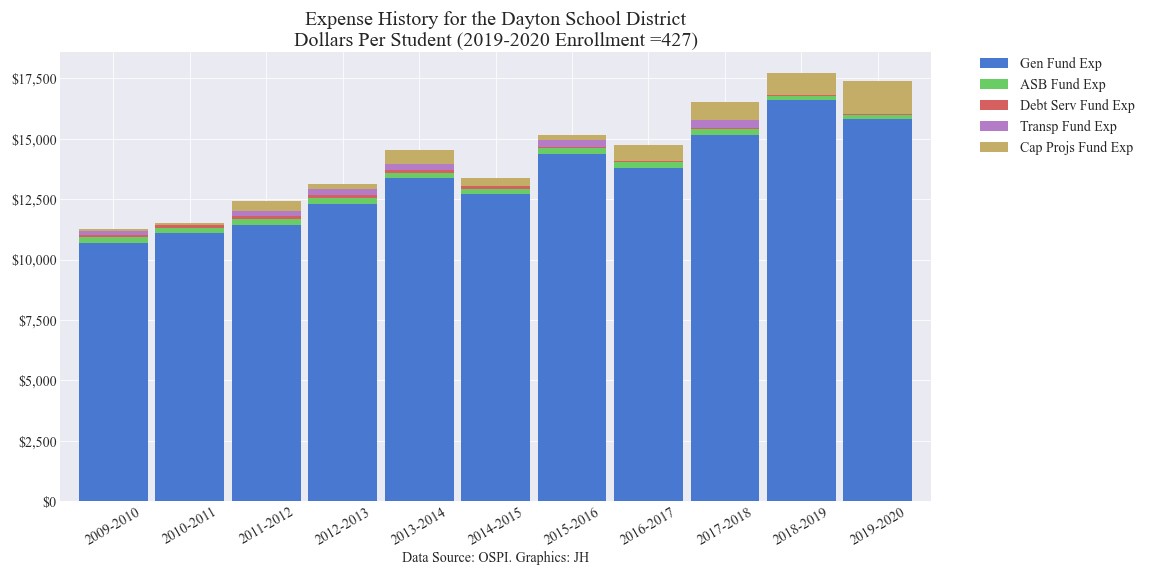 Expense History for the Dayton School District
Dollars Per Student (2019-2020 Enrollment =427)
Gen Fund Exp
ASB Fund Exp
Debt Serv Fund Exp
Transp Fund Exp
Cap Projs Fund Exp
$17,500
$15,000
$12,500
$10,000
$7,500
$5,000
$2,500
$0
2009-2010
2010-2011
2011-2012
2012-2013
2013-2014
2014-2015
2015-2016
2016-2017
2017-2018
2018-2019
2019-2020
Data Source: OSPI. Graphics: JH